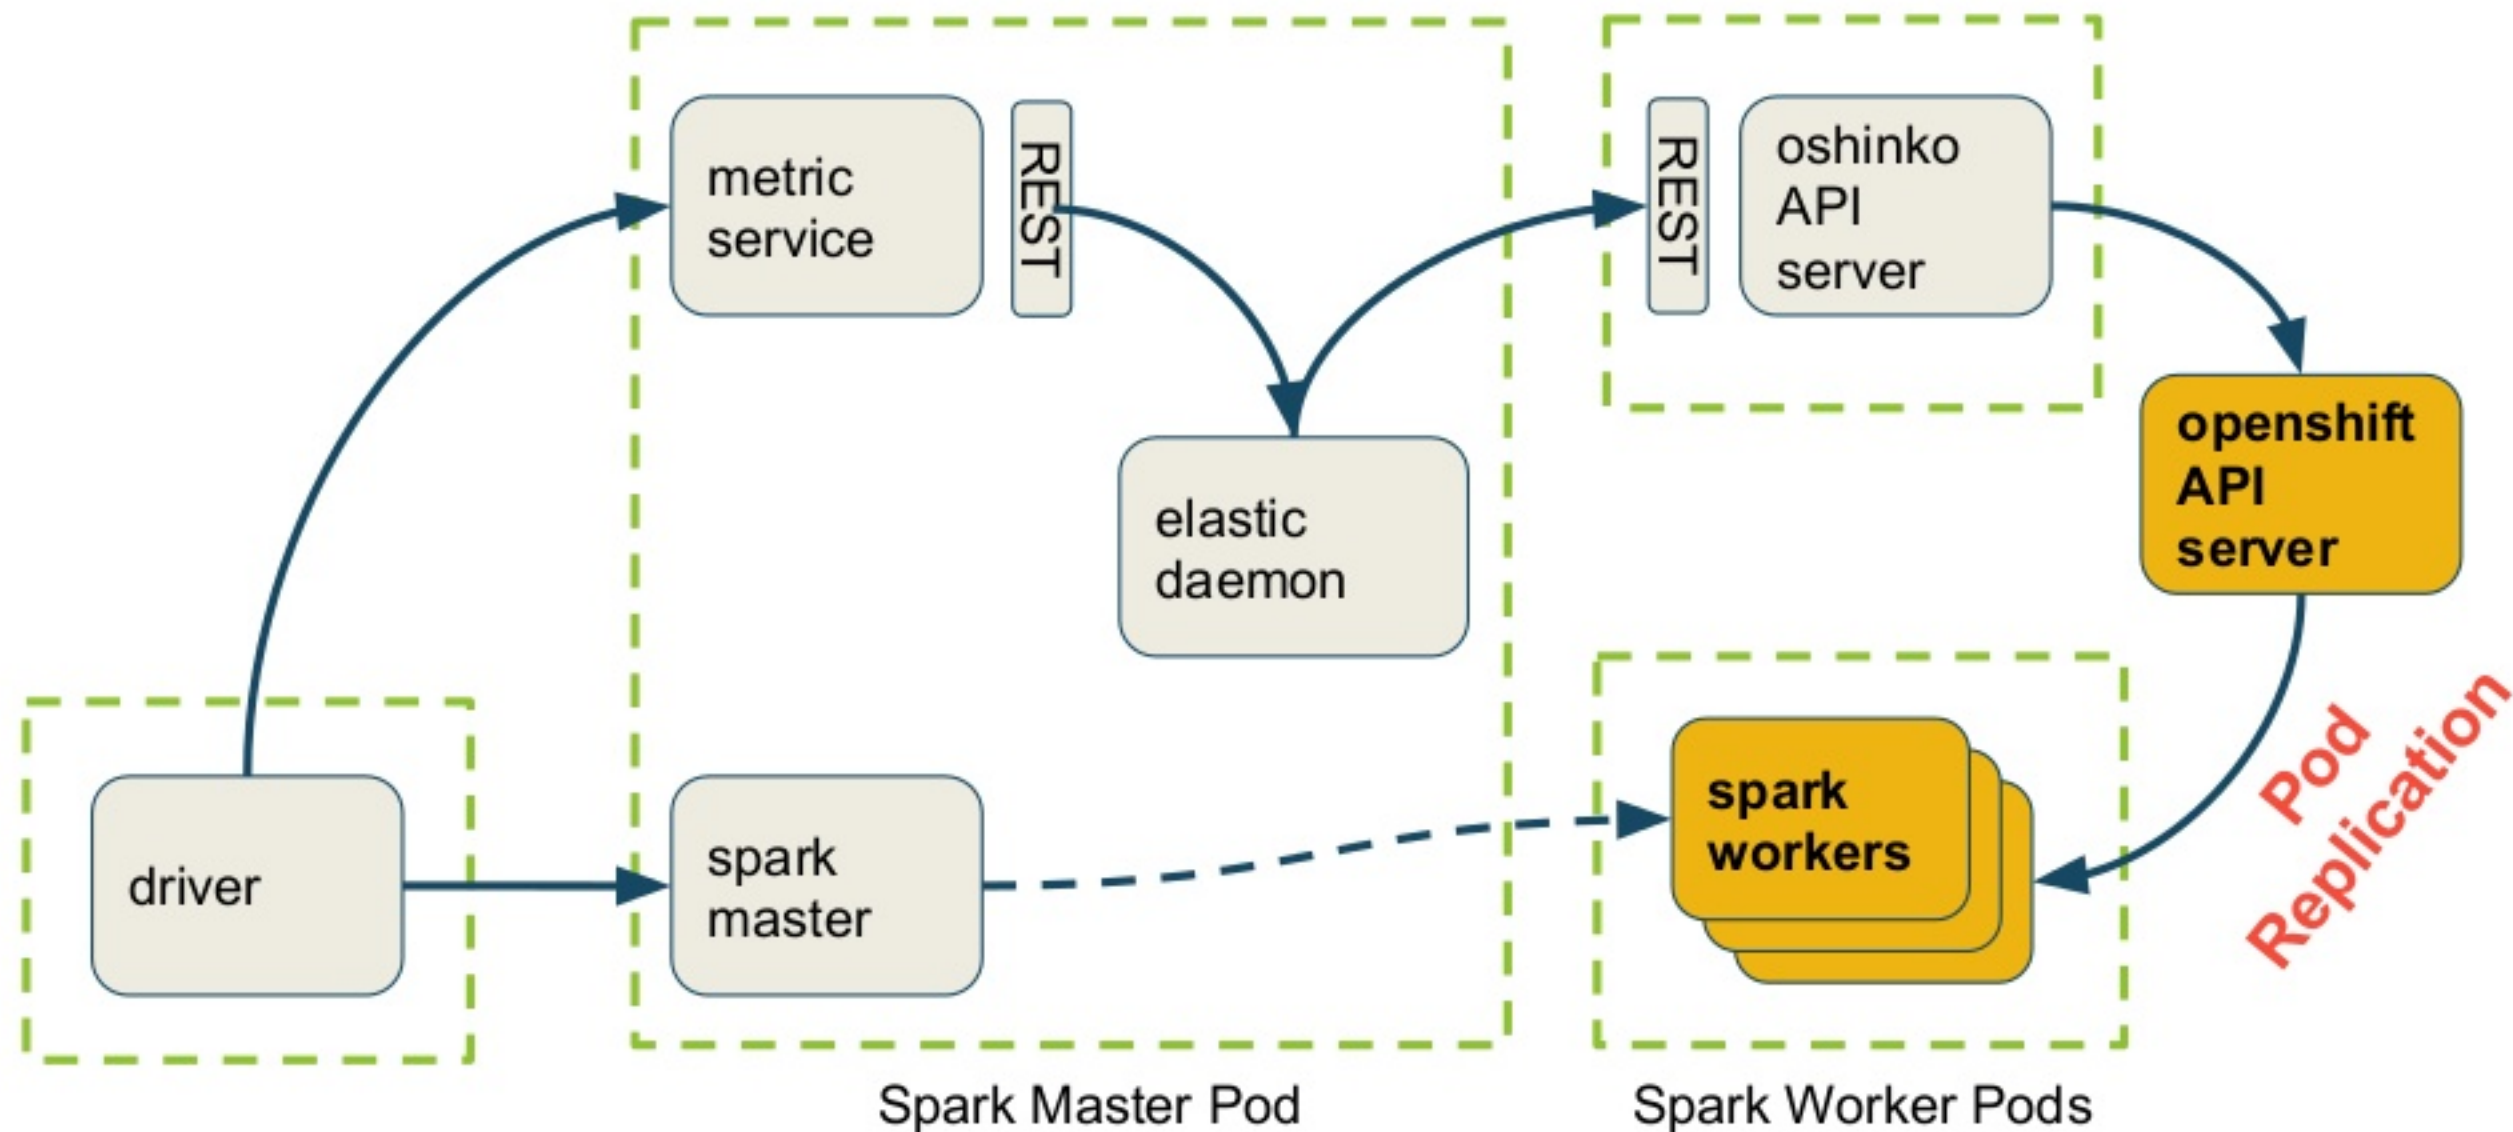 metric
service
REST
REST
oshinko
API
server
elastic
daemon
openshift
API
server
driver
spark
master
spark
workers
Pod
Replication
Spark Master Pod
Spark Worker Pods